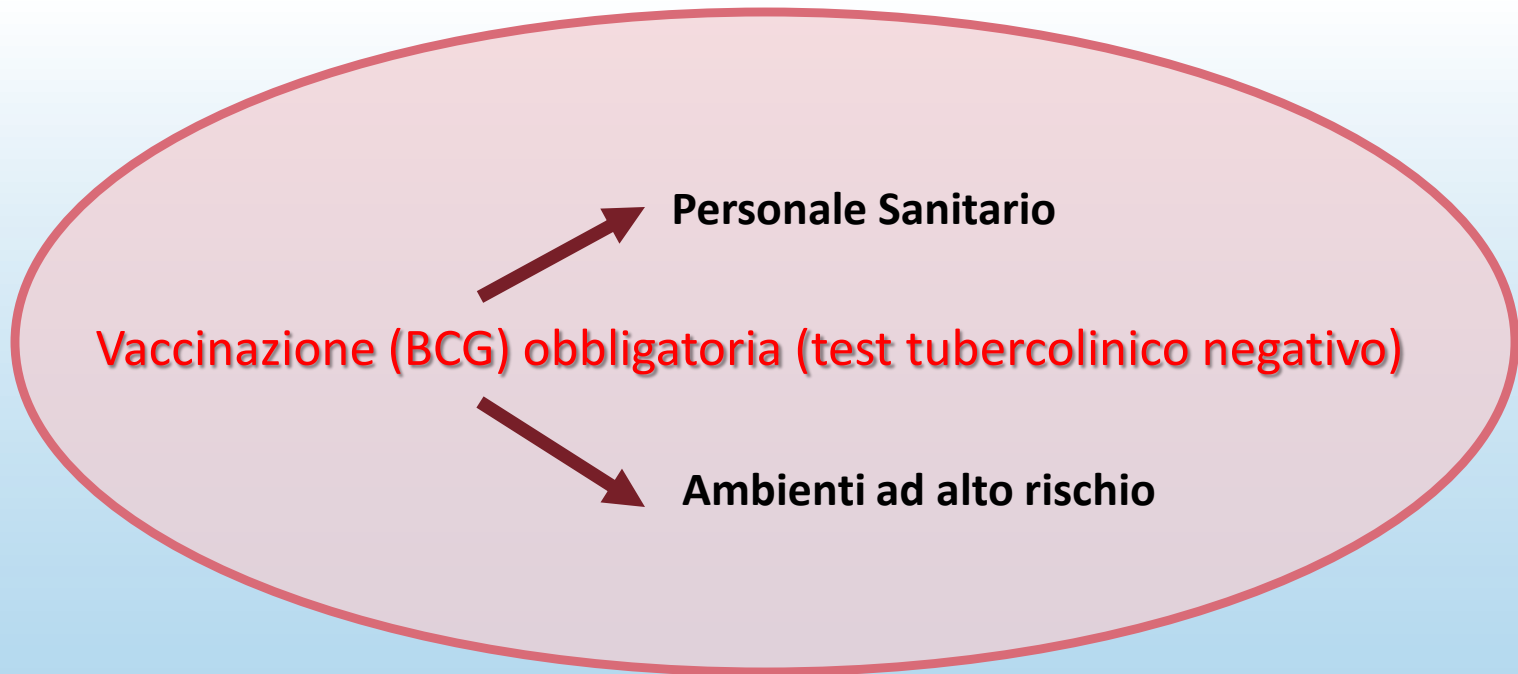 Personale Sanitario
Vaccinazione (BCG) obbligatoria (test tubercolinico negativo)
Ambienti ad alto rischio